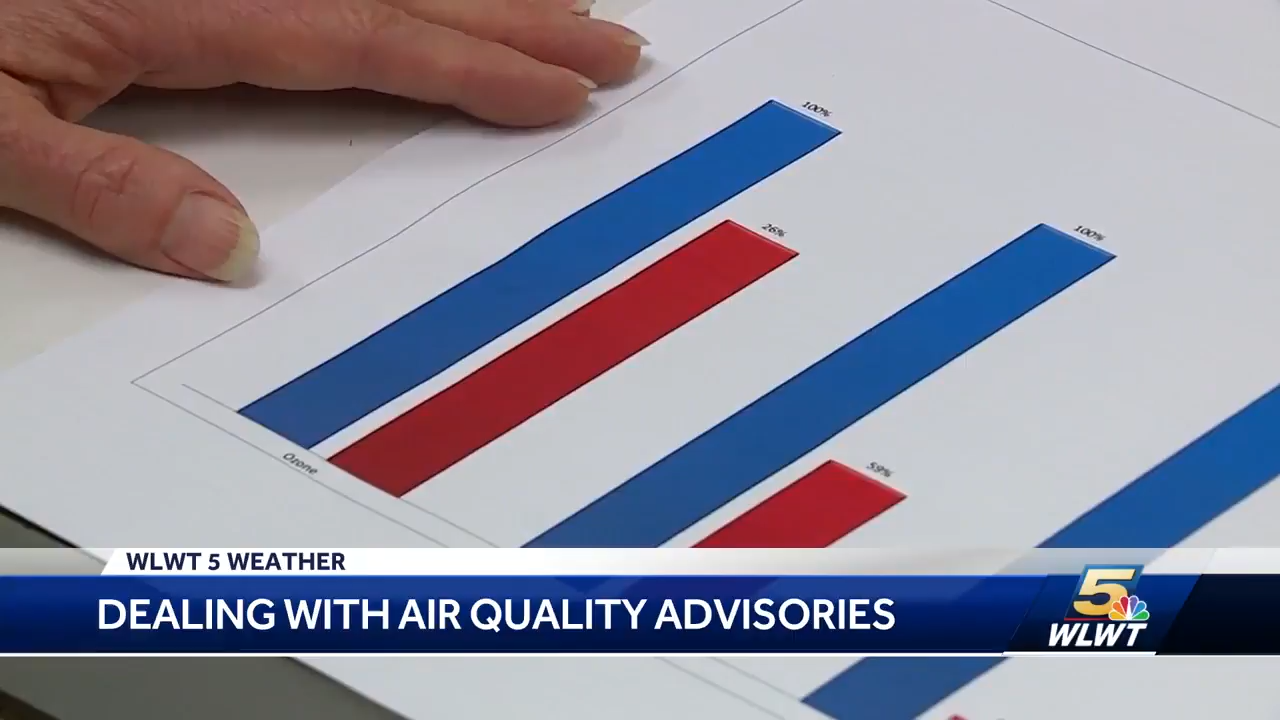 100%
26%
100%
Ozone
59%
WLWT 5 WEATHER
DEALING WITH AIR QUALITY ADVISORIES
5
WLWT